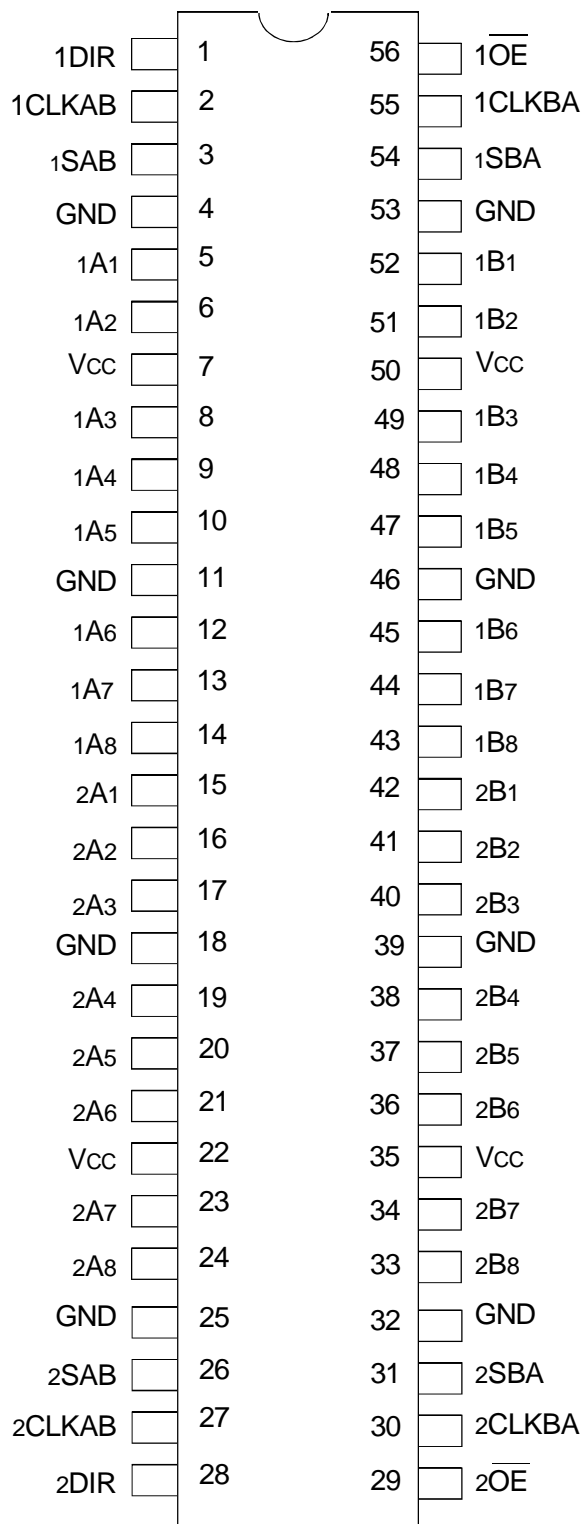 1DIR 1 56 1O̅E̅
1CLKAB 2 55 1CLKBA
1SAB 3 54 1SBA
GND 4 53 GND
1A1 5 52 1B1
1A2 6 51 1B2
VCC 7 50 VCC
1A3 8 49 1B3
1A4 9 48 1B4
1A5 10 47 1B5
GND 11 46 GND
1A6 12 45 1B6
1A7 13 44 1B7
1A8 14 43 1B8
2A1 15 42 2B1
2A2 16 41 2B2
2A3 17 40 2B3
GND 18 39 GND
2A4 19 38 2B4
2A5 20 37 2B5
2A6 21 36 2B6
VCC 22 35 VCC
2A7 23 34 2B7
2A8 24 33 2B8
GND 25 32 GND
2SAB 26 31 2SBA
2CLKAB 27 30 2CLKBA
2DIR 28 29 2O̅E̅